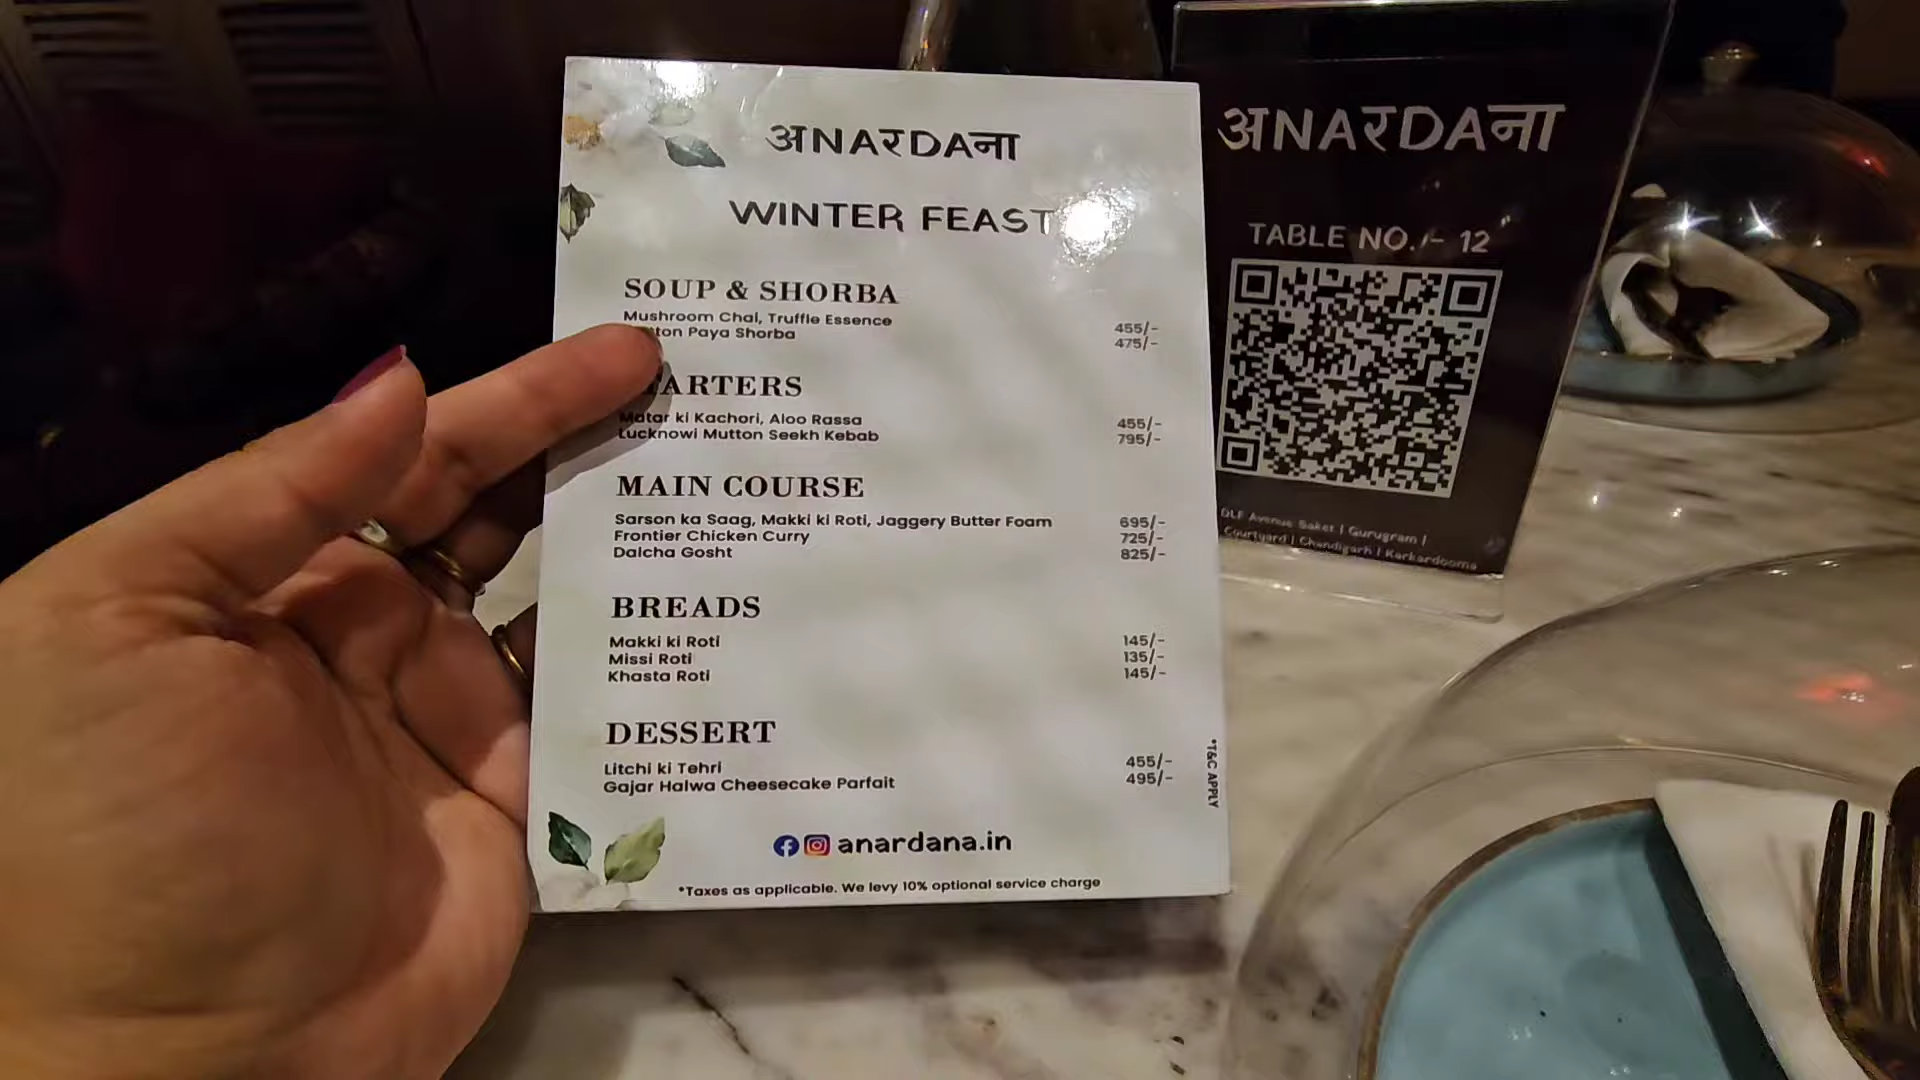 अNARDAना
WINTER FEAST
SOUP & SHORBA
Mushroom Chai, Truffle Essence 455/-
Paya Shorba 475/-
Matar ki Kachori, Aloo Rassa 455/-
Lucknowi Mutton Seekh Kebab 795/-
MAIN COURSE
Sarson ka Saag, Makki ki Roti, Jaggery Butter Foam 695/-
Frontier Chicken Curry 725/-
Dalcha Gosht 825/-
BREADS
Makki ki Roti 145/-
Missi Roti 135/-
Khasta Roti 145/-
DESSERT
Litchi ki Tehri 455/-
Gajar Halwa Cheesecake Parfait 495/-
*T&C APPLY
anardana.in
*Taxes as applicable. We levy 10% optional service charge
अNAरDAना
TABLE NO.:- 12
DLF Avenue Saket | Gurugram |
Courtyard | Chandigarh | Karkardooma